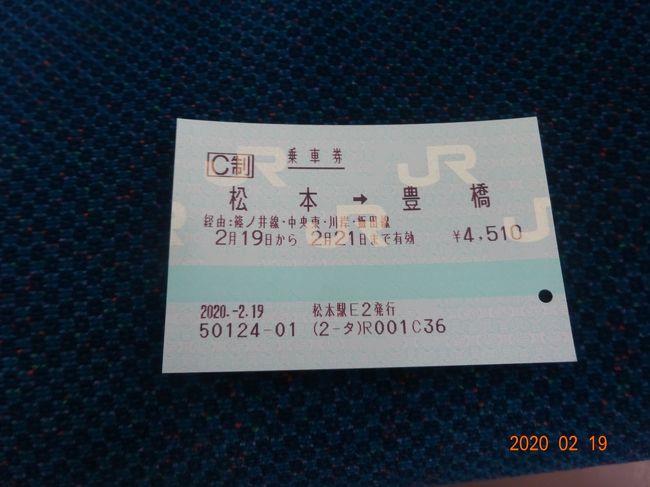 C制 乗車券
松本 → 豊橋
経由:篠ノ井線・中央東・川岸・飯田線
2月19日から 2月21日まで有効 ¥4,510
2020.-2.19 松本駅E2発行
50124-01 (2-タ)R001C36
JR
JR
2020 02 19